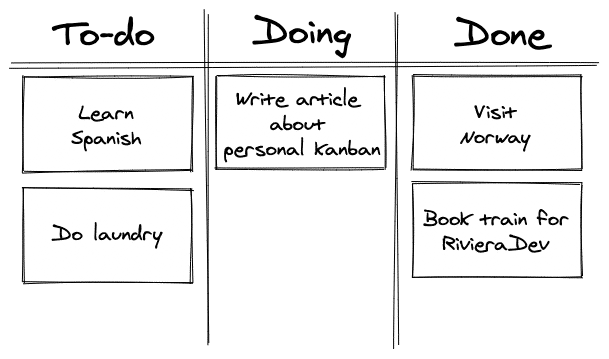 To-do
Doing
Done
Learn
Spanish
Do laundry
Write article
about
personal Kanban
Visit
Norway
Book train for
RivieraDev